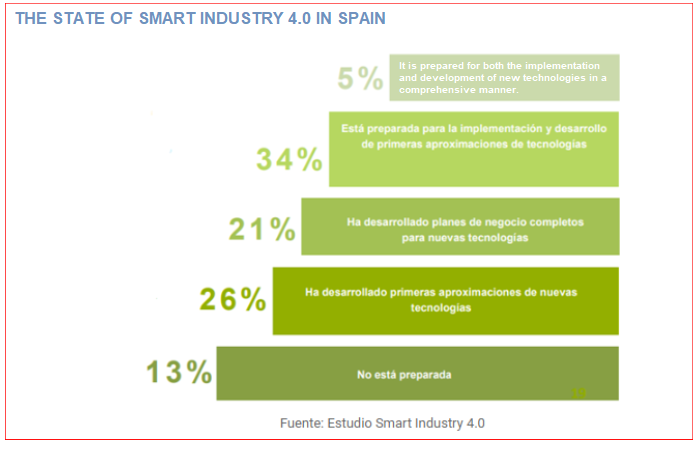 THE STATE OF SMART INDUSTRY 4.0 IN SPAIN
5%
It is prepared for both the implementation
and development of new technologies in a
comprehensive manner.
34%
Está preparada para la implementación y desarrollo
de primeras aproximaciones de tecnologías
21%
Ha desarrollado planes de negocio completos
para nuevas tecnologías
26%
Ha desarrollado primeras aproximaciones de nuevas
tecnologías
13%
No está preparada
Fuente: Estudio Smart Industry 4.0